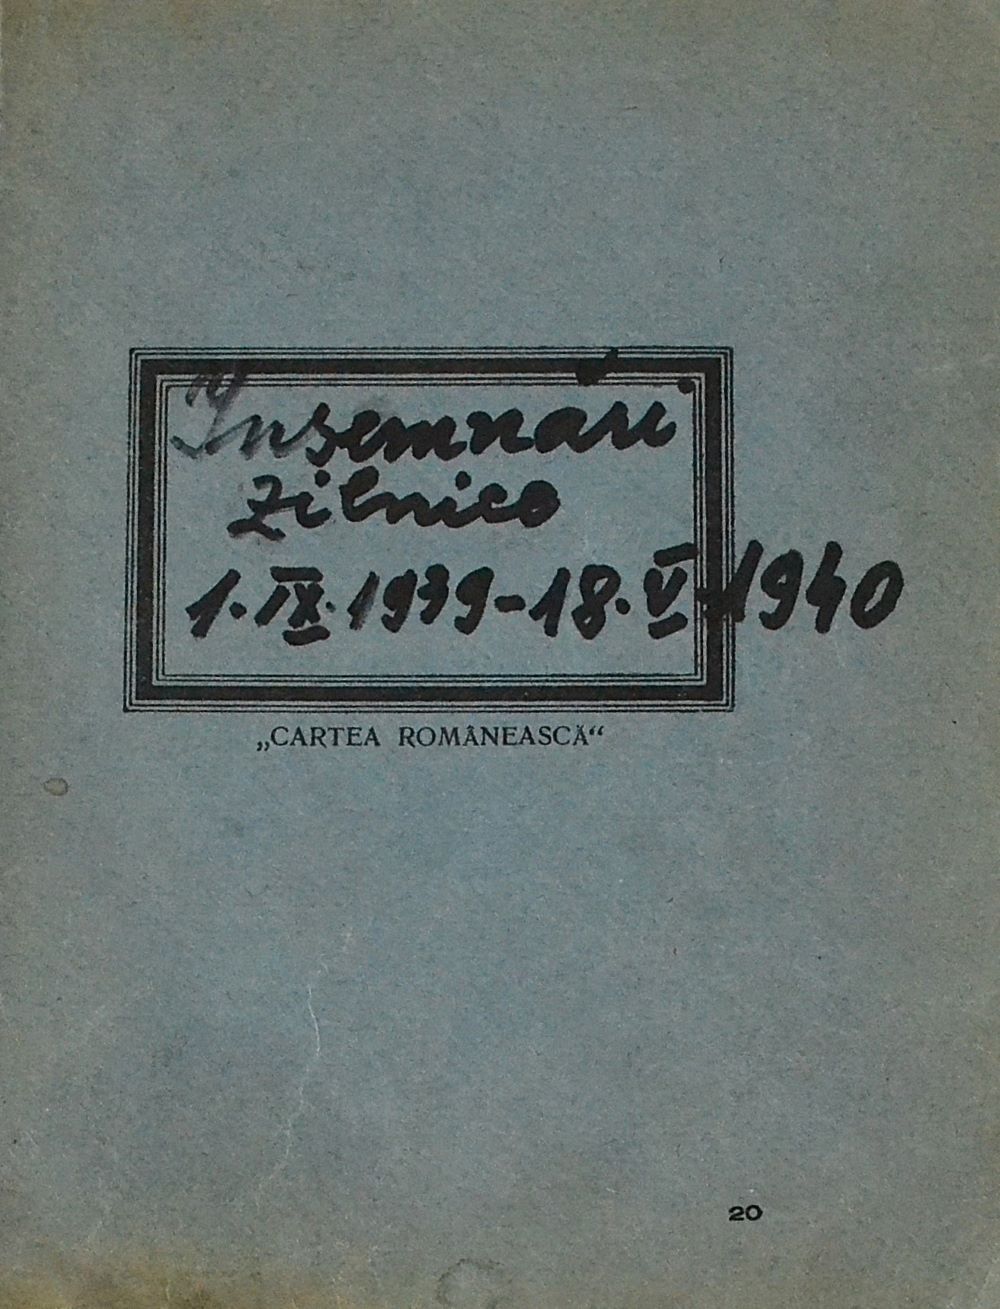 Însemnări
zilnice
1.IX.1939-18.V.1940
„CARTEA ROMÂNEASCĂ“
20